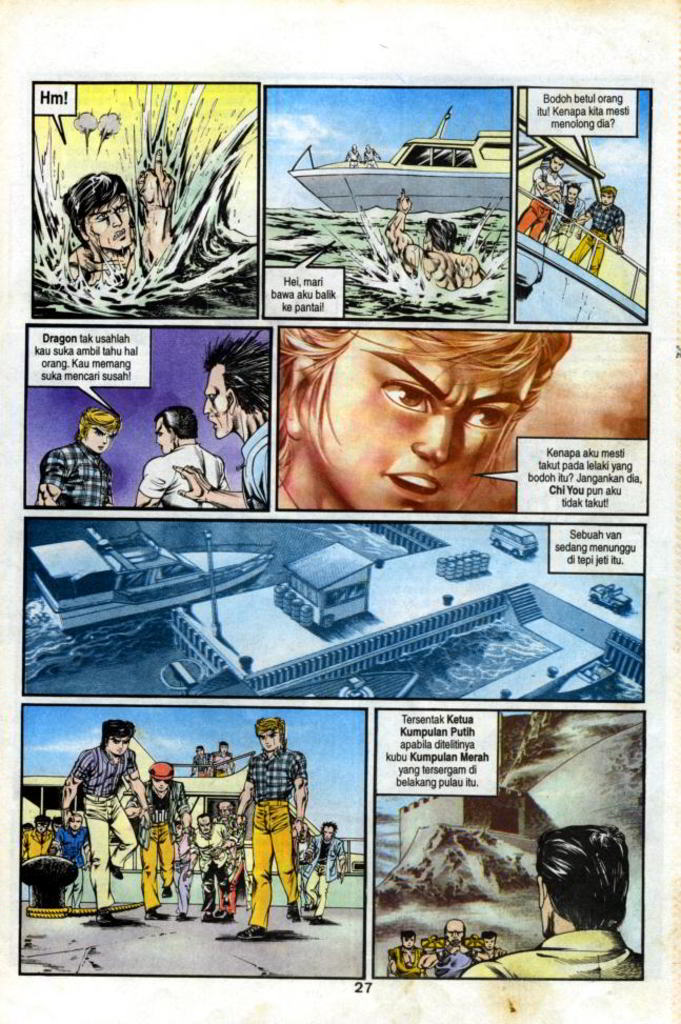 Hm!
Hei, mari
bawa aku balik
ke pantai!
Bodoh betul orang
itu! Kenapa kita mesti
menolong dia?
Dragon tak usahlah
kau suka ambil tahu hal
orang. Kau memang
suka mencari susah!
Kenapa aku mesti
takut pada lelaki yang
bodoh itu? Jangankan dia,
Chi You pun aku
tidak takut!
Sebuah van
sedang menunggu
di tepi jeti itu.
Tersentak Ketua
Kumpulan Putih
apabila ditelitinya
kubu Kumpulan Merah
yang tersergam di
belakang pulau itu.
27